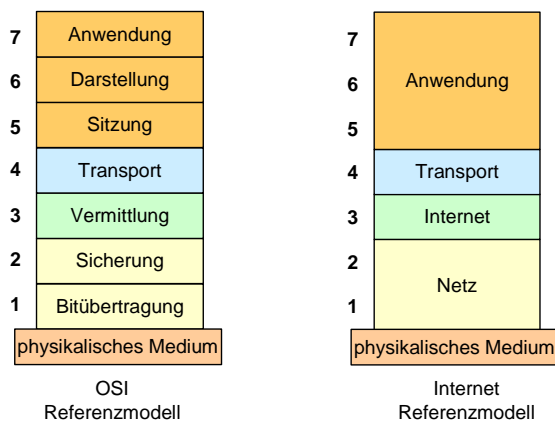 7 Anwendung
6 Darstellung
5 Sitzung
4 Transport
3 Vermittlung
2 Sicherung
1 Bitübertragung
physikalisches Medium
OSI
Referenzmodell
7
6 Anwendung
5
4 Transport
3 Internet
2
Netz
1
physikalisches Medium
Internet
Referenzmodell